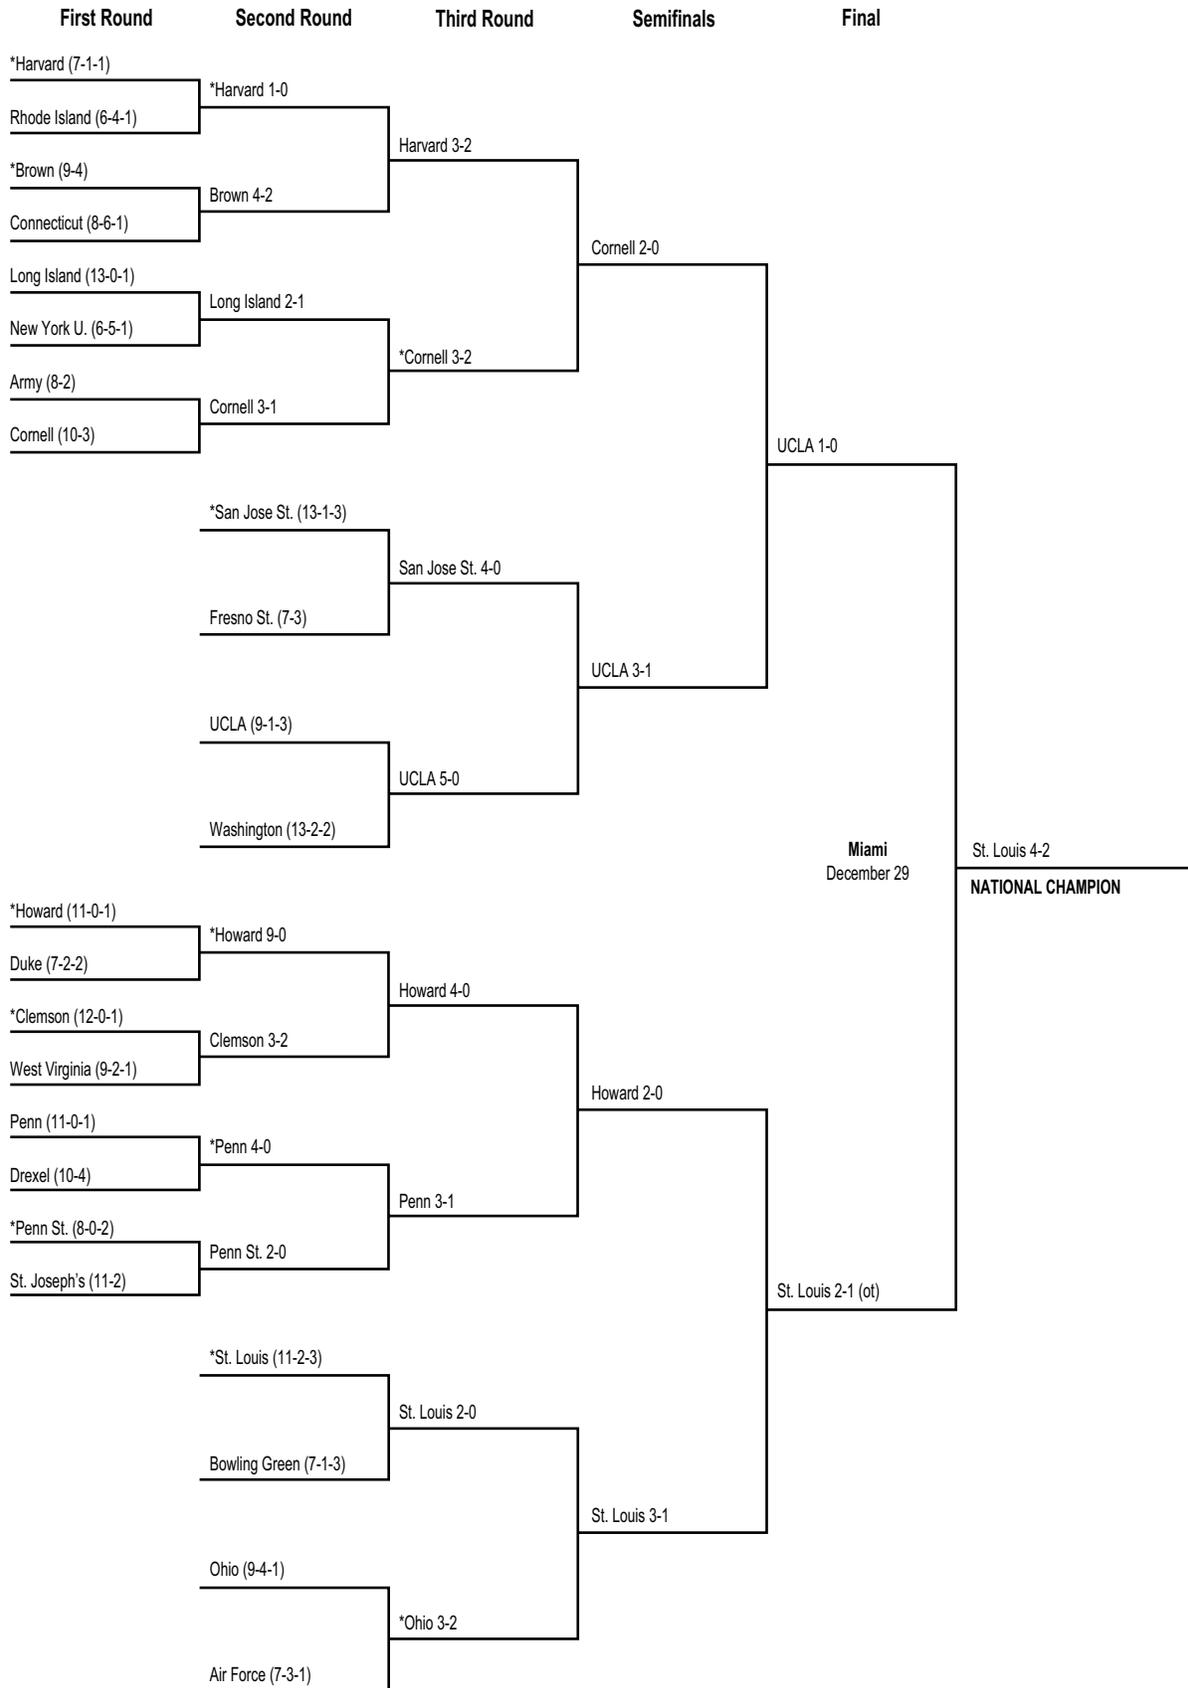 First Round
Second Round
Third Round
Semifinals
Final
*Harvard (7-1-1)
Rhode Island (6-4-1)
*Brown (9-4)
Connecticut (8-6-1)
Long Island (13-0-1)
New York U. (6-5-1)
Army (8-2)
Cornell (10-3)
*Harvard 1-0
Brown 4-2
Long Island 2-1
Cornell 3-1
*San Jose St. (13-1-3)
Fresno St. (7-3)
UCLA (9-1-3)
Washington (13-2-2)
Harvard 3-2
*Cornell 3-2
San Jose St. 4-0
UCLA 5-0
Cornell 2-0
UCLA 3-1
UCLA 1-0
*Howard (11-0-1)
Duke (7-2-2)
*Clemson (12-0-1)
West Virginia (9-2-1)
Penn (11-0-1)
Drexel (10-4)
*Penn St. (8-0-2)
St. Joseph's (11-2)
*Howard 9-0
Clemson 3-2
*Penn 4-0
Penn St. 2-0
*St. Louis (11-2-3)
Bowling Green (7-1-3)
Ohio (9-4-1)
Air Force (7-3-1)
Howard 4-0
Penn 3-1
St. Louis 2-0
*Ohio 3-2
Howard 2-0
St. Louis 3-1
St. Louis 2-1 (ot)
Miami
December 29
St. Louis 4-2
NATIONAL CHAMPION